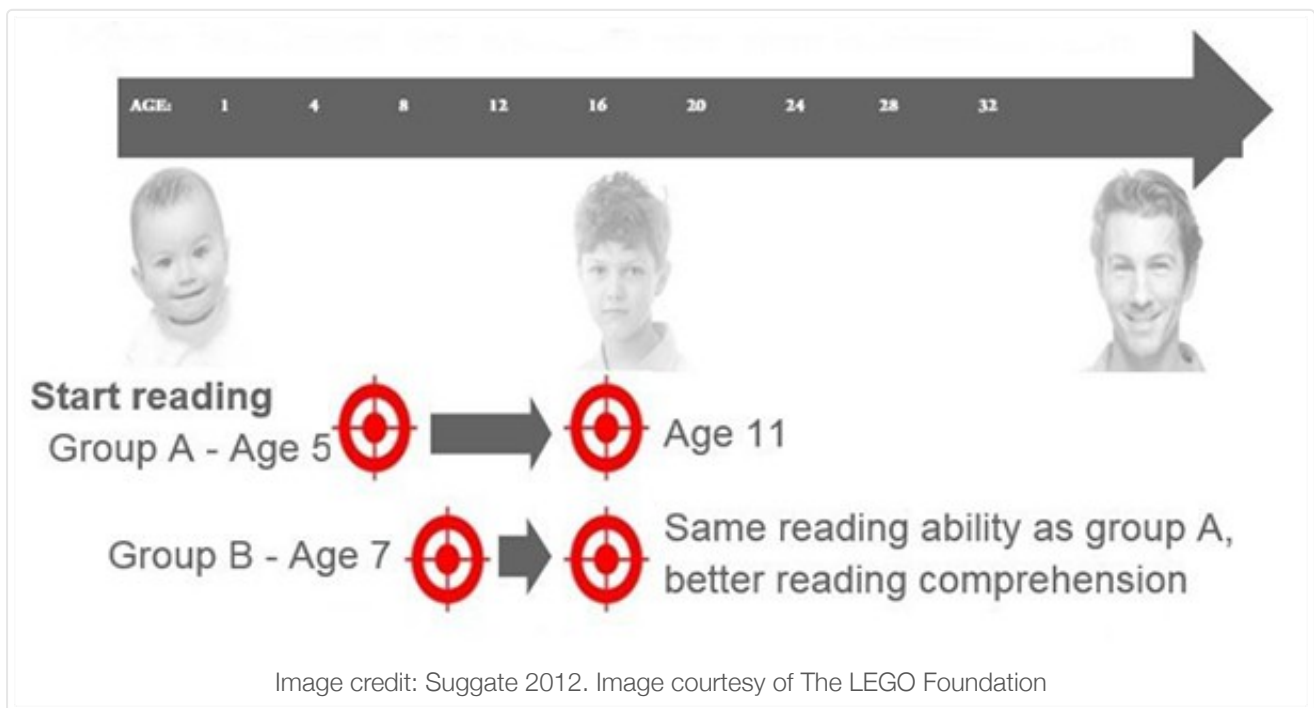 AGE: 1 4 8 12 16 20 24 28 32
Start reading
Group A - Age 5
Age 11
Group B - Age 7
Same reading ability as group A,
better reading comprehension
Image credit: Suggate 2012. Image courtesy of The LEGO Foundation